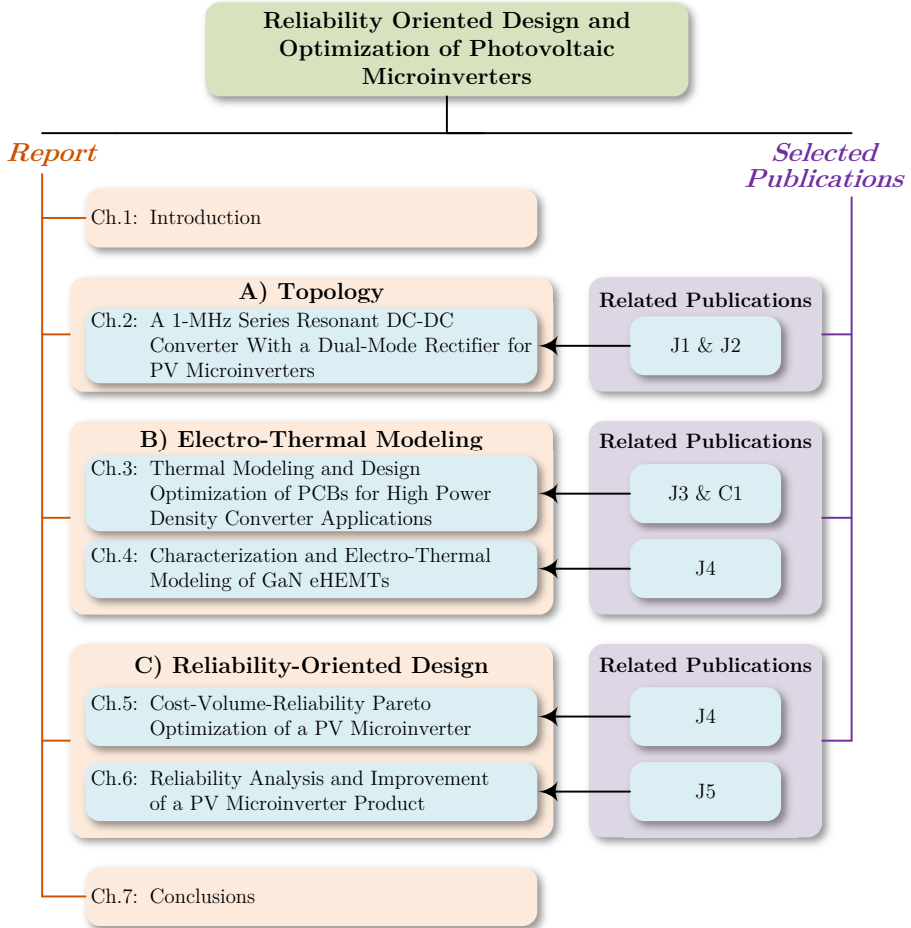 Reliability Oriented Design and
Optimization of Photovoltaic
Microinverters
Report
Selected
Publications
Ch.1: Introduction
A) Topology
Ch.2: A 1-MHz Series Resonant DC-DC
Converter With a Dual-Mode Rectifier for
PV Microinverters
Related Publications
J1 & J2
B) Electro-Thermal Modeling
Ch.3: Thermal Modeling and Design
Optimization of PCBs for High Power
Density Converter Applications
Ch.4: Characterization and Electro-Thermal
Modeling of GaN eHEMTs
Related Publications
J3 & C1
J4
C) Reliability-Oriented Design
Ch.5: Cost-Volume-Reliability Pareto
Optimization of a PV Microinverter
Ch.6: Reliability Analysis and Improvement
of a PV Microinverter Product
Related Publications
J4
J5
Ch.7: Conclusions